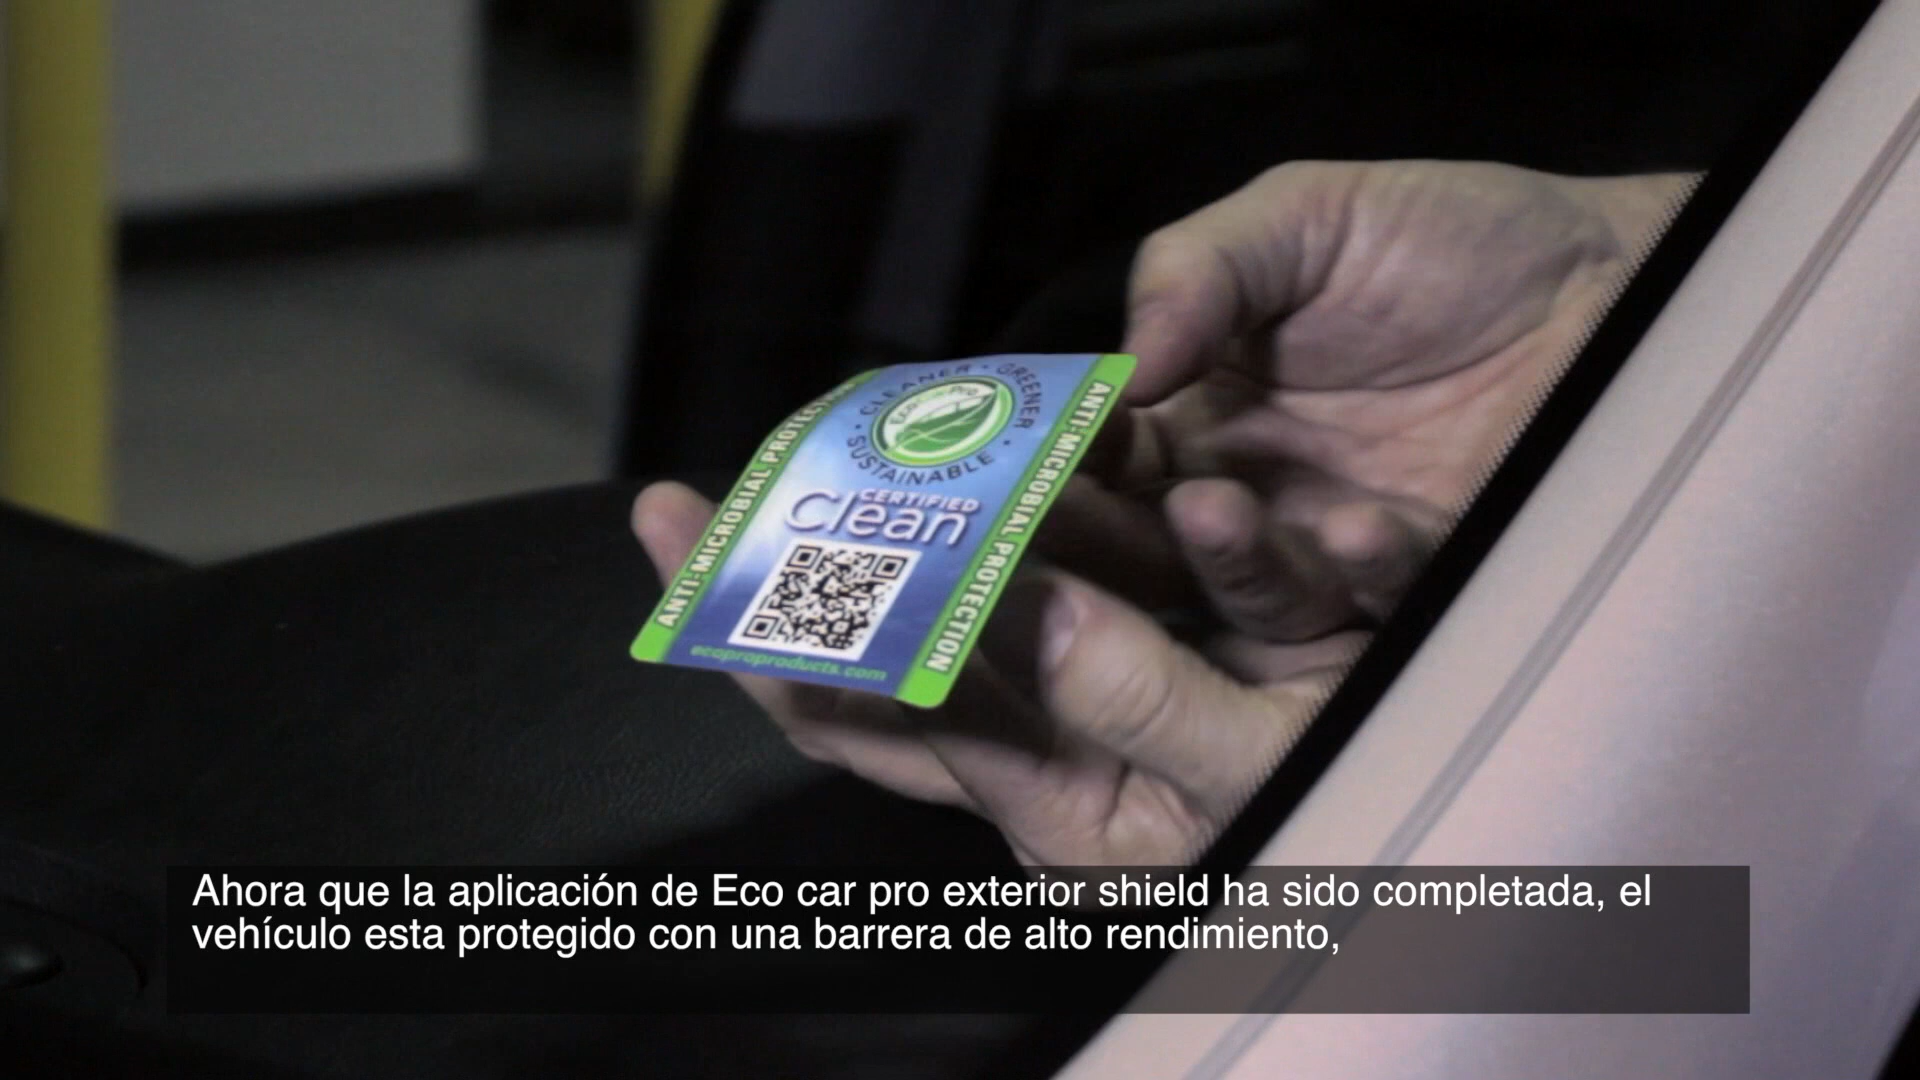 CLEANER • GREENER • SUSTAINABLE •
EcoCarPro
CERTIFIED
Clean
ecoproproducts.com
ANTI-MICROBIAL PROTECTION
ANTI-MICROBIAL PROTECTION
Ahora que la aplicación de Eco car pro exterior shield ha sido completada, el
vehículo esta protegido con una barrera de alto rendimiento,